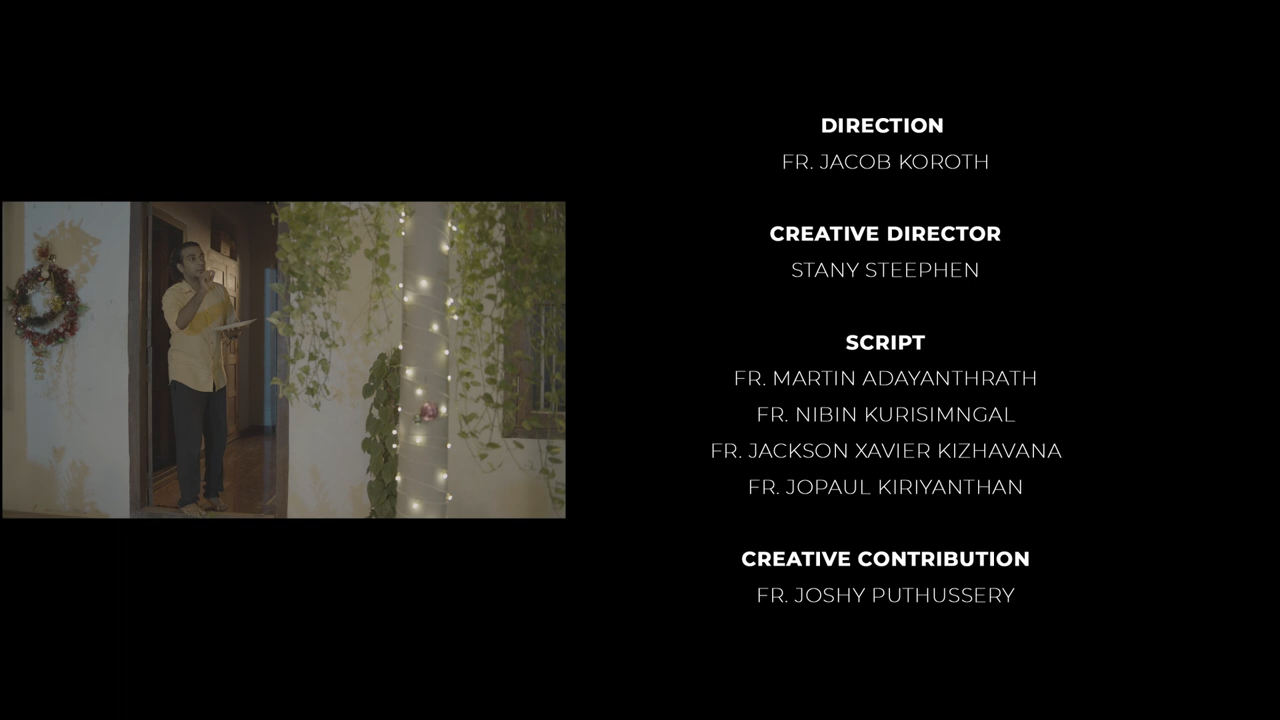 DIRECTION
FR. JACOB KOROTH
CREATIVE DIRECTOR
STANY STEEPHEN
SCRIPT
FR. MARTIN ADAYANTHRATH
FR. NIBIN KURISIMNGAL
FR. JACKSON XAVIER KIZHAVANA
FR. JOPAUL KIRIYANTHAN
CREATIVE CONTRIBUTION
FR. JOSHY PUTHUSSERY